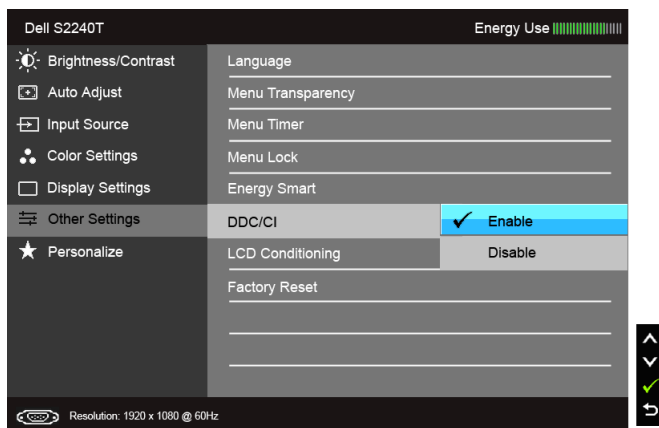 Dell S2240T
Energy Use
Brightness/Contrast
Auto Adjust
Input Source
Color Settings
Display Settings
Other Settings
Personalize
Language
Menu Transparency
Menu Timer
Menu Lock
Energy Smart
DDC/CI
Enable
Disable
LCD Conditioning
Factory Reset
Resolution: 1920 x 1080 @ 60Hz